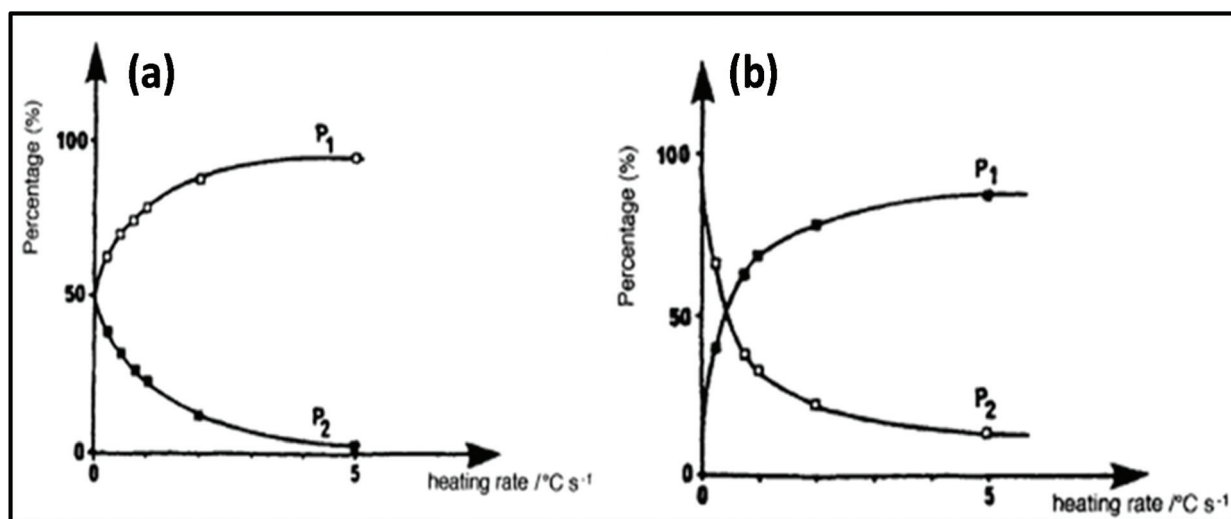 (a)
Percentage (%)
100
50
0
P1
P2
0
5
heating rate /°C s-1
(b)
Percentage (%)
100
50
0
P1
P2
0
5
heating rate /°C s-1